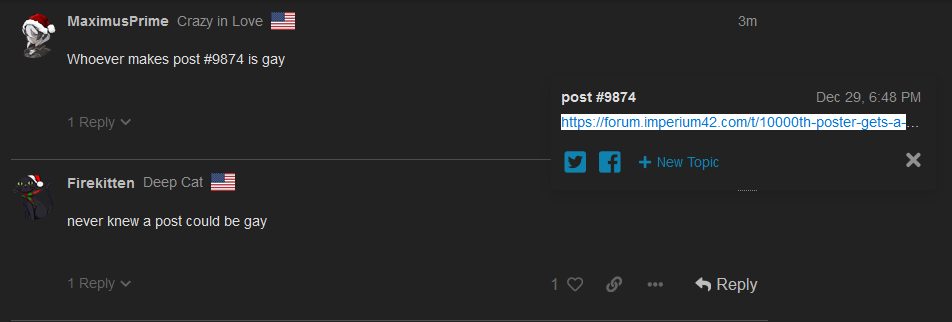 MaximusPrime Crazy in Love 3m
Whoever makes post #9874 is gay
post #9874 Dec 29, 6:48 PM
https://forum.imperium42.com/t/10000th-poster-gets-a-...
1 Reply
+ New Topic
Firekitten Deep Cat
never knew a post could be gay
1 Reply 1 Reply